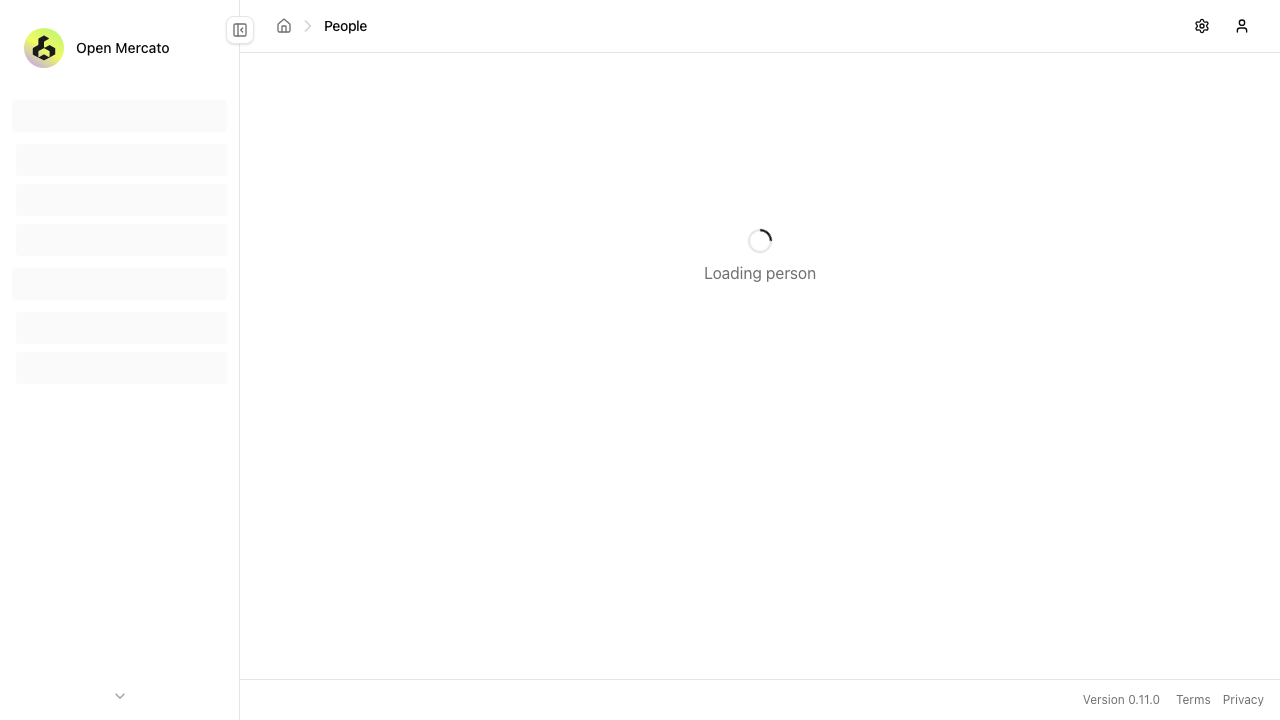 Open Mercato
People
Loading person
Version 0.11.0
Terms
Privacy